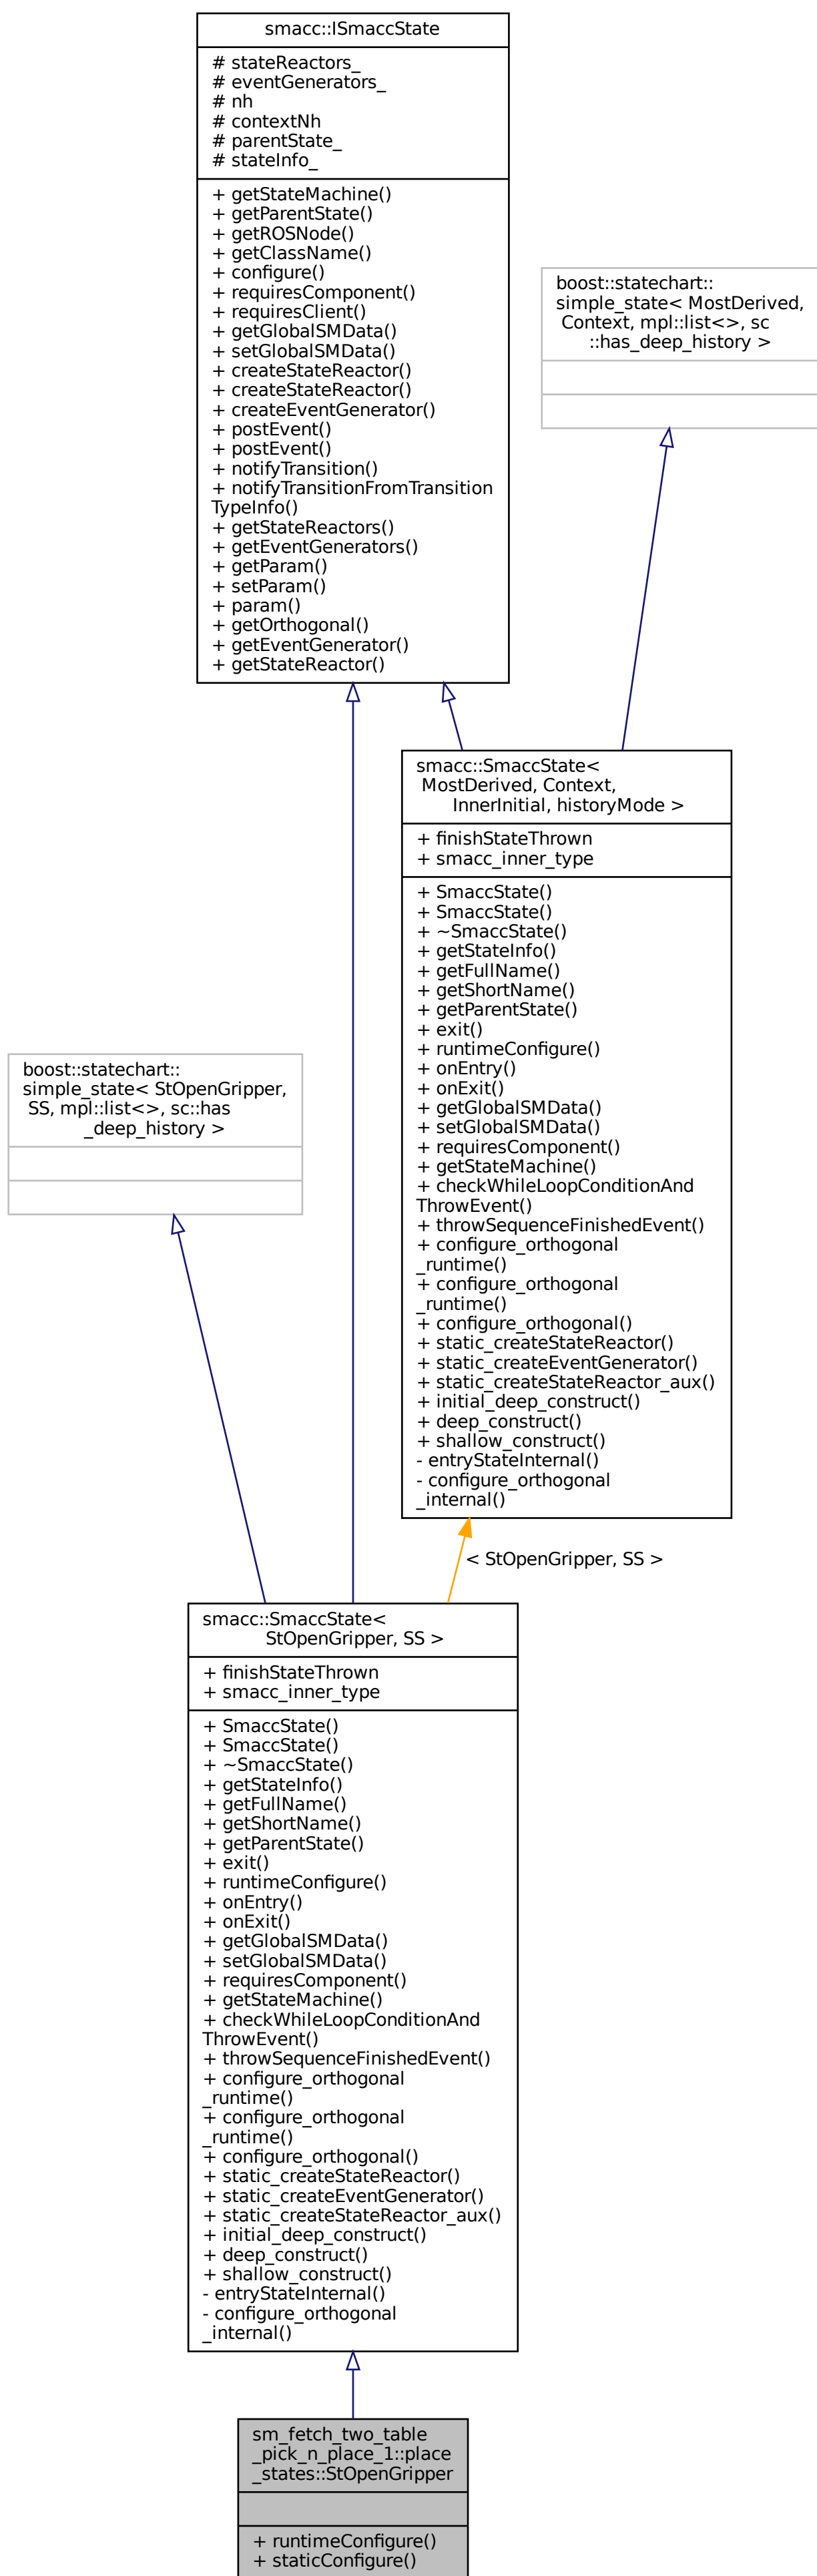 smacc::ISmaccState
# stateReactors_
# eventGenerators_
# nh
# contextNh
# parentState_
# stateInfo_
+ getStateMachine()
+ getParentState()
+ getROSNode()
+ getClassName()
+ configure()
+ requiresComponent()
+ requiresClient()
+ getGlobalSMData()
+ setGlobalSMData()
+ createStateReactor()
+ createStateReactor()
+ createEventGenerator()
+ postEvent()
+ postEvent()
+ notifyTransition()
+ notifyTransitionFromTransition
TypeInfo()
+ getStateReactors()
+ getEventGenerators()
+ getParam()
+ setParam()
+ param()
+ getOrthogonal()
+ getEventGenerator()
+ getStateReactor()
boost::statechart::
simple_state< MostDerived,
Context, mpl::list<>, sc
::has_deep_history >
smacc::SmaccState<
MostDerived, Context,
InnerInitial, historyMode >
+ finishStateThrown
+ smacc_inner_type
+ SmaccState()
+ SmaccState()
+ ~SmaccState()
+ getStateInfo()
+ getFullName()
+ getShortName()
+ getParentState()
+ exit()
+ runtimeConfigure()
+ onEntry()
+ onExit()
+ getGlobalSMData()
+ setGlobalSMData()
+ requiresComponent()
+ getStateMachine()
+ checkWhileLoopConditionAnd
ThrowEvent()
+ throwSequenceFinishedEvent()
+ configure_orthogonal
_runtime()
+ configure_orthogonal
_runtime()
+ configure_orthogonal()
+ static_createStateReactor()
+ static_createEventGenerator()
+ static_createStateReactor_aux()
+ initial_deep_construct()
+ deep_construct()
+ shallow_construct()
- entryStateInternal()
- configure_orthogonal
_internal()
boost::statechart::
simple_state< StOpenGripper,
SS, mpl::list<>, sc::has
_deep_history >
< StOpenGripper, SS >
smacc::SmaccState<
StOpenGripper, SS >
+ finishStateThrown
+ smacc_inner_type
+ SmaccState()
+ SmaccState()
+ ~SmaccState()
+ getStateInfo()
+ getFullName()
+ getShortName()
+ getParentState()
+ exit()
+ runtimeConfigure()
+ onEntry()
+ onExit()
+ getGlobalSMData()
+ setGlobalSMData()
+ requiresComponent()
+ getStateMachine()
+ checkWhileLoopConditionAnd
ThrowEvent()
+ throwSequenceFinishedEvent()
+ configure_orthogonal
_runtime()
+ configure_orthogonal
_runtime()
+ configure_orthogonal()
+ static_createStateReactor()
+ static_createEventGenerator()
+ static_createStateReactor_aux()
+ initial_deep_construct()
+ deep_construct()
+ shallow_construct()
- entryStateInternal()
- configure_orthogonal
_internal()
sm_fetch_two_table
_pick_n_place_1::place
_states::StOpenGripper
+ runtimeConfigure()
+ staticConfigure()